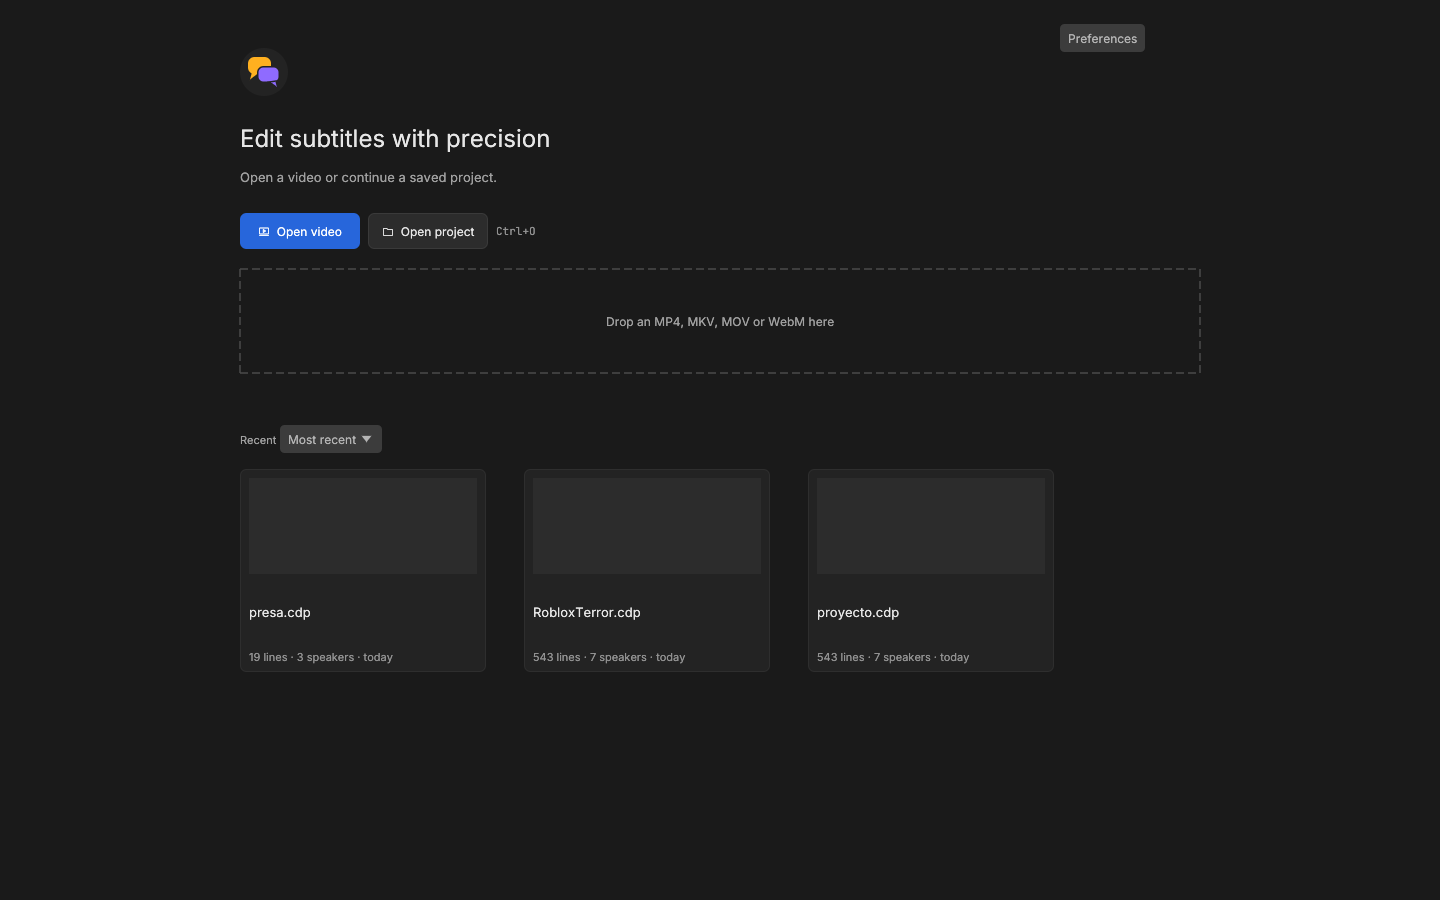 Preferences
Edit subtitles with precision
Open a video or continue a saved project.
Open video
Open project
Ctrl+O
Drop an MP4, MKV, MOV or WebM here
Recent
Most recent
presa.cdp
19 lines · 3 speakers · today
RobloxTerror.cdp
543 lines · 7 speakers · today
proyecto.cdp
543 lines · 7 speakers · today